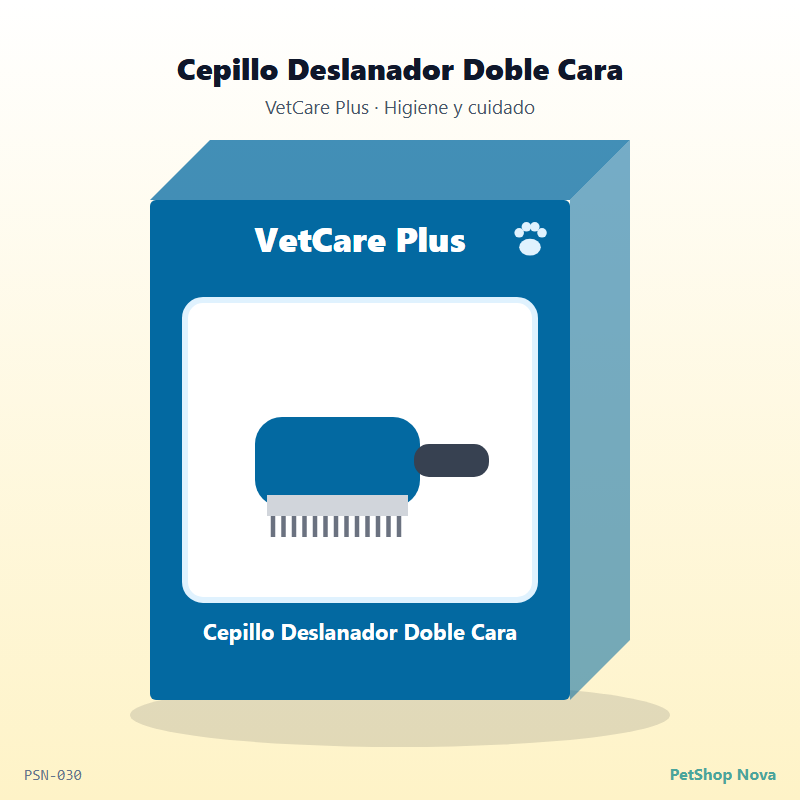 Cepillo Deslanador Doble Cara
VetCare Plus · Higiene y cuidado
VetCare Plus
Cepillo Deslanador Doble Cara
PSN-030
PetShop Nova